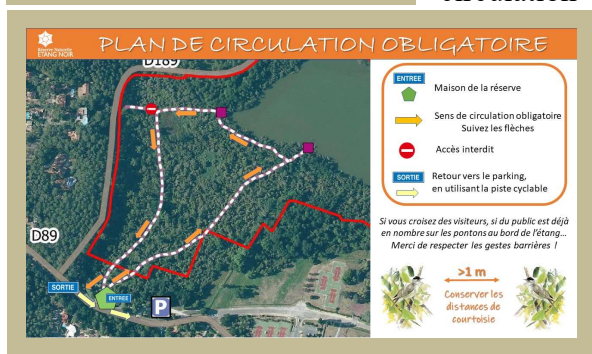 Réserve Naturelle
ETANG NOIR
PLAN DE CIRCULATION OBLIGATOIRE
D189
D89
SORTIE
ENTREE
P
ENTREE
Maison de la réserve
Sens de circulation obligatoire
Suivez les flèches
Accès interdit
SORTIE
Retour vers le parking,
en utilisant la piste cyclable
Si vous croisez des visiteurs, si du public est déjà
en nombre sur les pontons au bord de l'étang...
Merci de respecter les gestes barrières !
>1 m
Conserver les
distances de
courtoisie